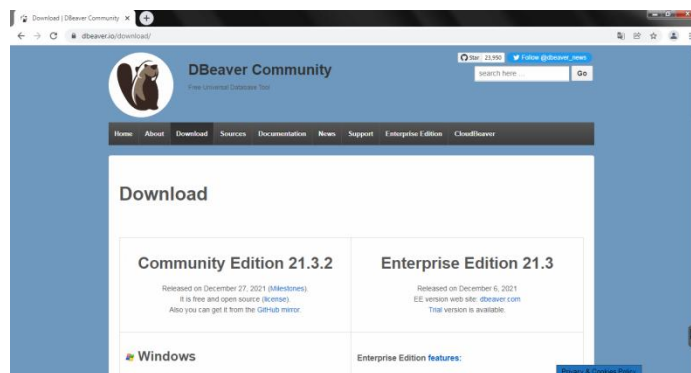 Download | DBeaver Community
dbeaver.io/download/
DBeaver Community
Free Universal Database Tool
Star 23,950
Follow @dbeaver_news
search here ...
Go
Home About Download Sources Documentation News Support Enterprise Edition CloudBeaver
Download
Community Edition 21.3.2
Released on December 27, 2021 (Milestones).
It is free and open source (license).
Also you can get it from the GitHub mirror.
Enterprise Edition 21.3
Released on December 6, 2021
EE version web site: dbeaver.com
Trial version is available.
Windows
Enterprise Edition features:
Privacy & Cookies Policy